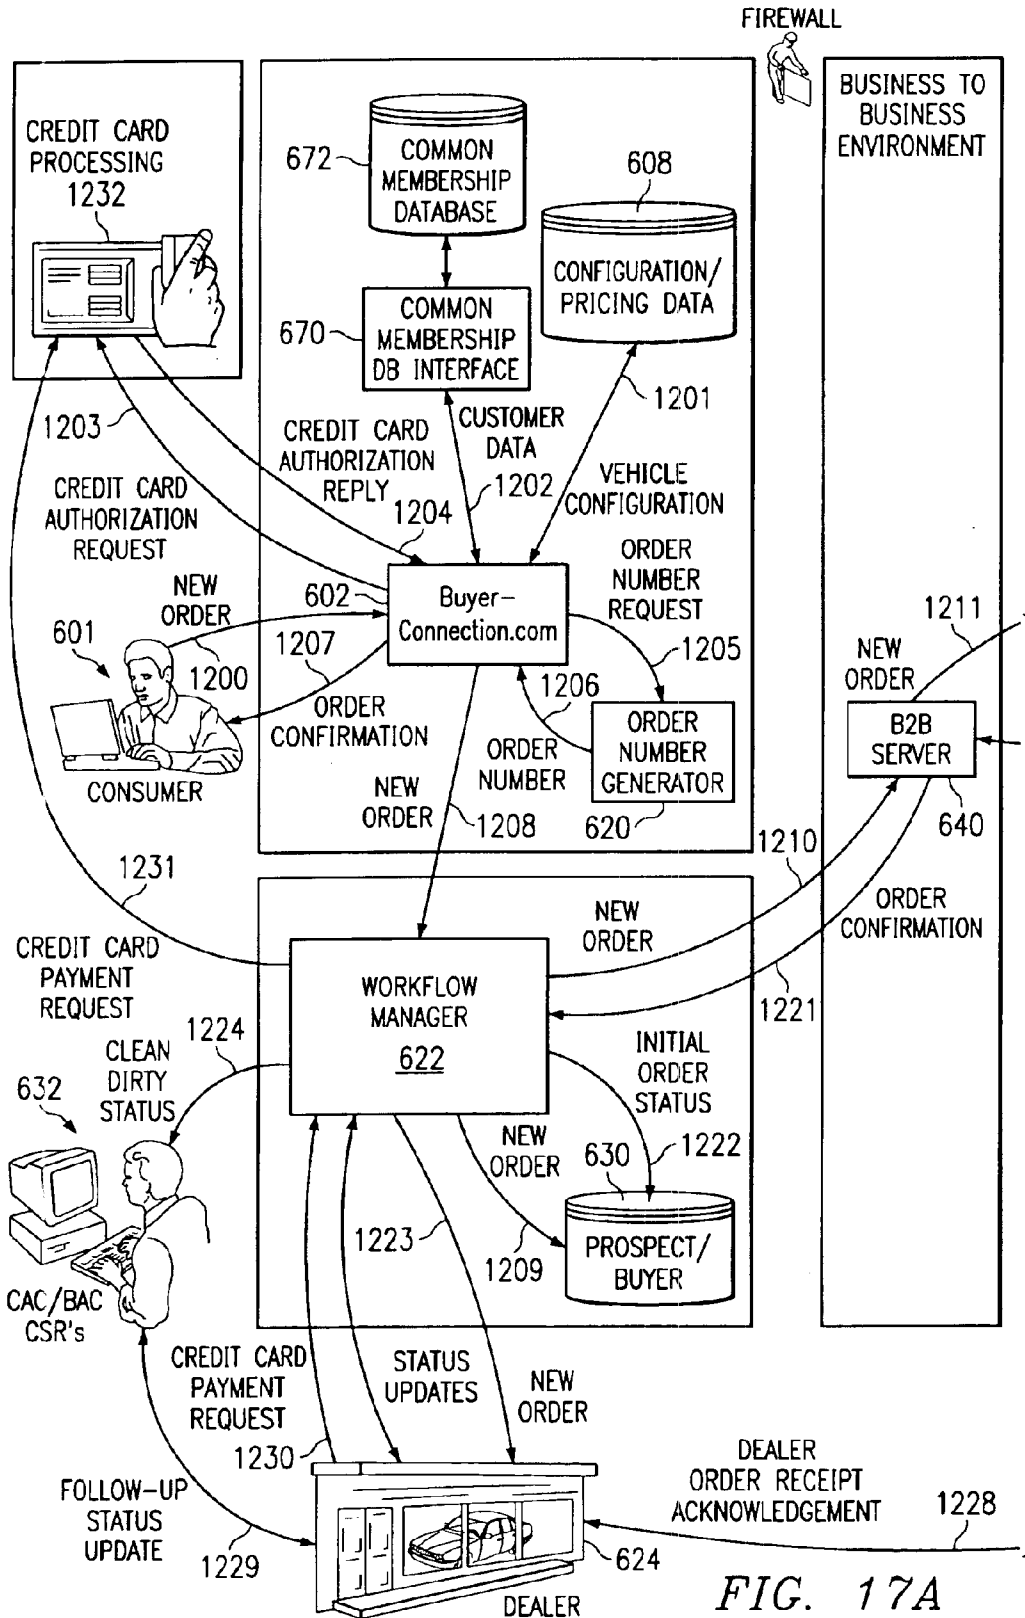 FIREWALL
CREDIT CARD
PROCESSING
1232
672
COMMON
MEMBERSHIP
DATABASE
608
CONFIGURATION/
PRICING DATA
BUSINESS TO
BUSINESS
ENVIRONMENT
670
COMMON
MEMBERSHIP
DB INTERFACE
1201
1203
CREDIT CARD
AUTHORIZATION
REPLY
CUSTOMER
DATA
1202
1204
VEHICLE
CONFIGURATION
CREDIT CARD
AUTHORIZATION
REQUEST
ORDER
NUMBER
REQUEST
NEW
ORDER
602
Buyer-
Connection.com
601
1200
1207
1205
1206
1211
NEW
ORDER
ORDER
CONFIRMATION
ORDER
NUMBER
ORDER
NUMBER
GENERATOR
B2B
SERVER
CONSUMER
NEW
ORDER
1208
620
640
1231
1210
CREDIT CARD
PAYMENT
REQUEST
WORKFLOW
MANAGER
622
NEW
ORDER
ORDER
CONFIRMATION
1221
1224
CLEAN
DIRTY
STATUS
632
INITIAL
ORDER
STATUS
NEW
ORDER
630
1222
1223
1209
PROSPECT/
BUYER
CAC/BAC
CSR's
CREDIT CARD
PAYMENT
REQUEST
1230
STATUS
UPDATES
NEW
ORDER
FOLLOW-UP
STATUS
UPDATE
1229
DEALER
ORDER RECEIPT
ACKNOWLEDGEMENT
1228
624
DEALER
FIG. 17A